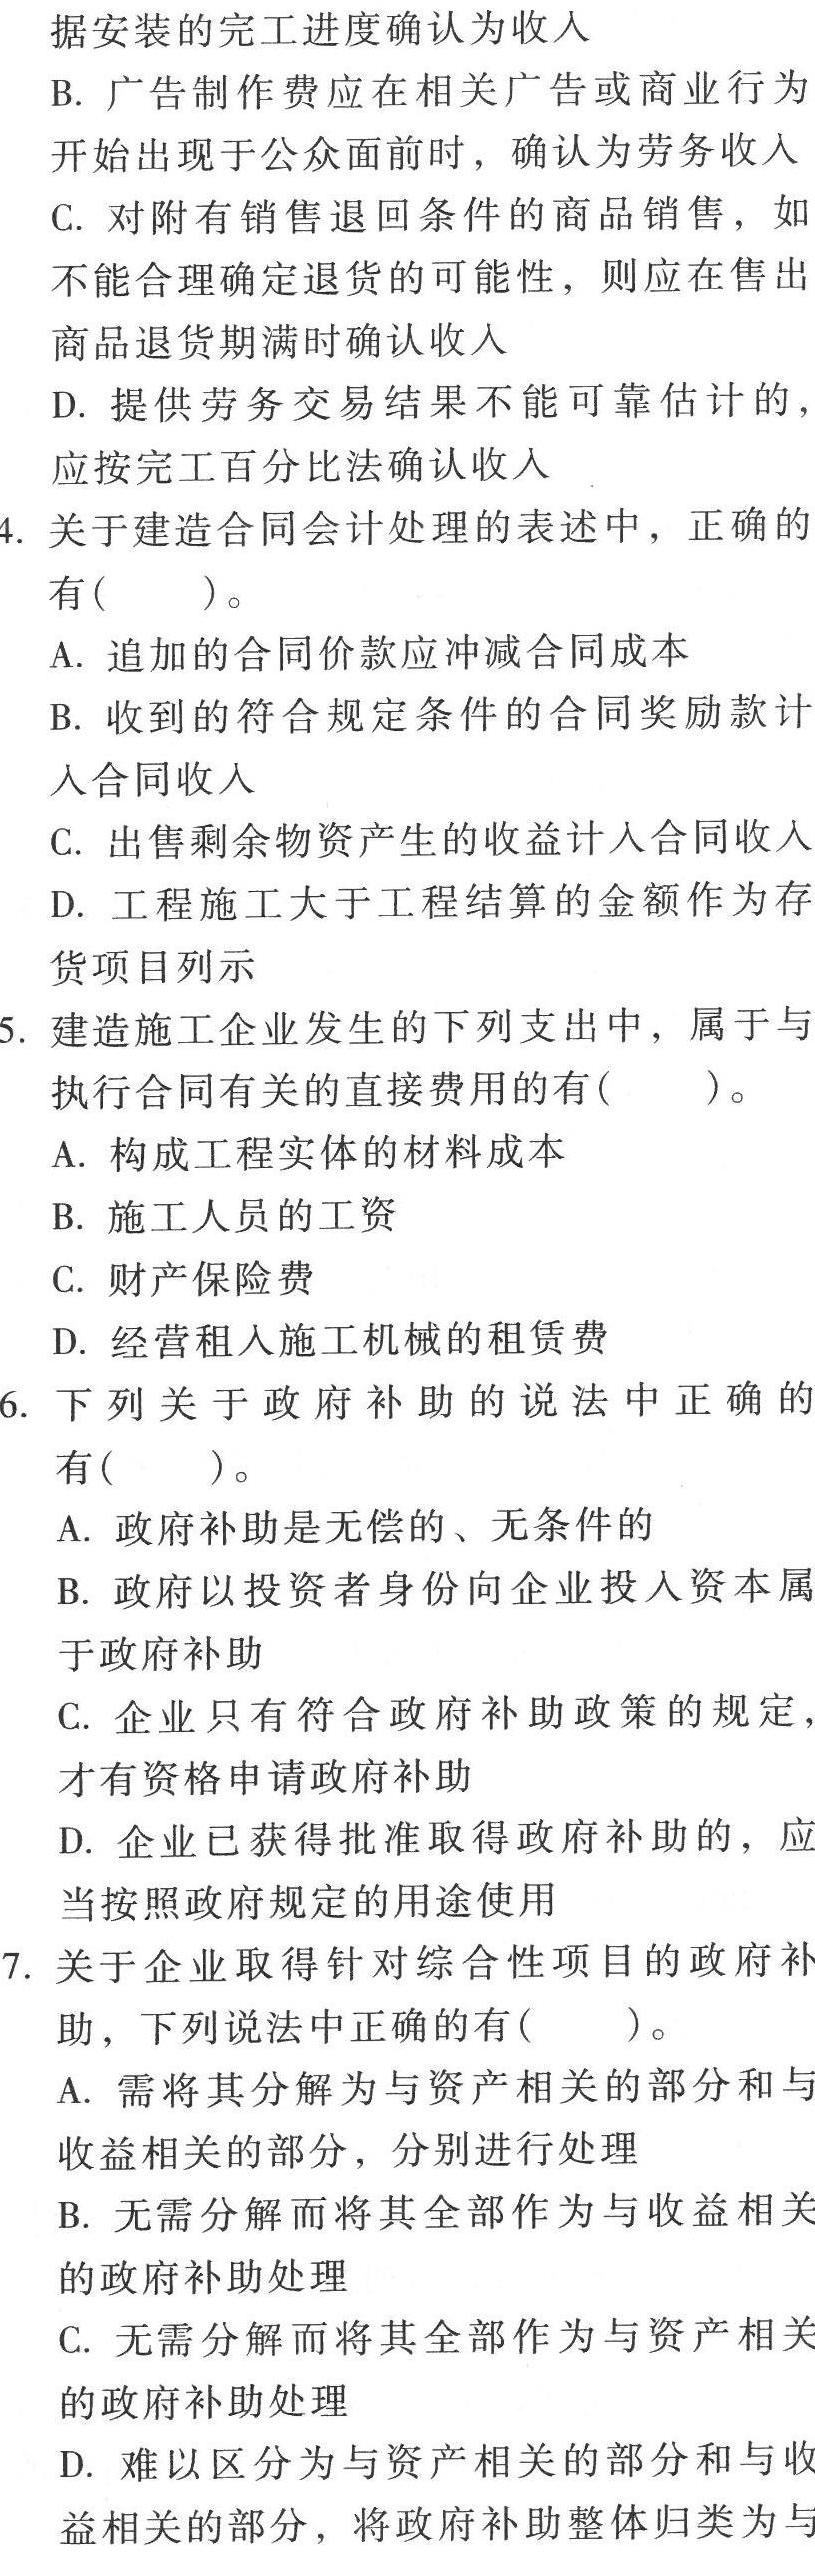 据安装的完工进度确认为收入
B. 广告制作费应在相关广告或商业行为
开始出现于公众面前时，确认为劳务收入
C. 对附有销售退回条件的商品销售，如
不能合理确定退货的可能性，则应在售出
商品退货期满时确认收入
D. 提供劳务交易结果不能可靠估计的，
应按完工百分比法确认收入
4. 关于建造合同会计处理的表述中，正确的
有(　　)。
A. 追加的合同价款应冲减合同成本
B. 收到的符合规定条件的合同奖励款计
入合同收入
C. 出售剩余物资产生的收益计入合同收入
D. 工程施工大于工程结算的金额作为存
货项目列示
5. 建造施工企业发生的下列支出中，属于与
执行合同有关的直接费用的有(　　)。
A. 构成工程实体的材料成本
B. 施工人员的工资
C. 财产保险费
D. 经营租入施工机械的租赁费
6. 下列关于政府补助的说法中正确的
有(　　)。
A. 政府补助是无偿的、无条件的
B. 政府以投资者身份向企业投入资本属
于政府补助
C. 企业只有符合政府补助政策的规定，
才有资格申请政府补助
D. 企业已获得批准取得政府补助的，应
当按照政府规定的用途使用
7. 关于企业取得针对综合性项目的政府补
助，下列说法中正确的有(　　)。
A. 需将其分解为与资产相关的部分和与
收益相关的部分，分别进行处理
B. 无需分解而将其全部作为与收益相关
的政府补助处理
C. 无需分解而将其全部作为与资产相关
的政府补助处理
D. 难以区分为与资产相关的部分和与收
益相关的部分，将政府补助整体归类为与